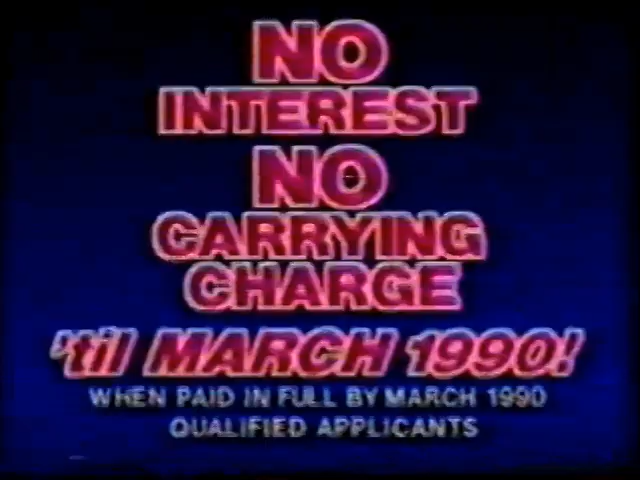 NO
INTEREST
NO
CARRYING
CHARGE
'til MARCH 1990!
WHEN PAID IN FULL BY MARCH 1990
QUALIFIED APPLICANTS